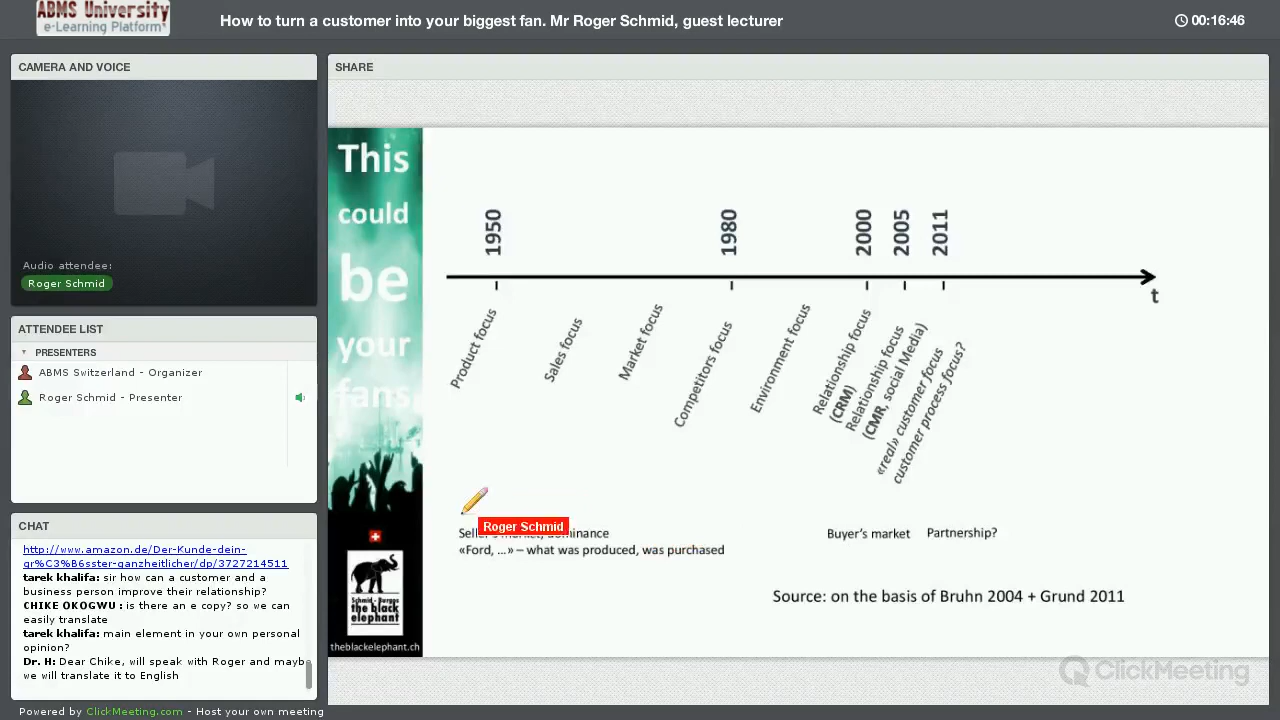 ABMS University
e-Learning Platform
How to turn a customer into your biggest fan. Mr Roger Schmid, guest lecturer
00:16:46
CAMERA AND VOICE
Audio attendee:
Roger Schmid
ATTENDEE LIST
PRESENTERS
ABMS Switzerland - Organizer
Roger Schmid - Presenter
CHAT
http://www.amazon.de/Der-Kunde-dein-
gr%C3%B6sster-ganzheitlicher/dp/3727214511
tarek khalifa: sir how can a customer and a
business person improve their relationship?
CHIKE OKOGWU : is there an e copy? so we can
easily translate
tarek khalifa: main element in your own personal
opinion?
Dr. H: Dear Chike, will speak with Roger and mayb
we will translate it to English
Powered by ClickMeeting.com - Host your own meeting
SHARE
This
could
be
your
fans
Schmid - Burgos
the black
elephant
theblackelephant.ch
1950
1980
2000
2005
2011
t
Product focus
Sales focus
Market focus
Competitors focus
Environment focus
Relationship focus
(CRM)
Relationship focus
(CMR, social Media)
«real» customer focus
customer process focus?
Roger Schmid
dominance
«Ford, ...» – what was produced, was purchased
Buyer's market
Partnership?
Source: on the basis of Bruhn 2004 + Grund 2011
ClickMeeting